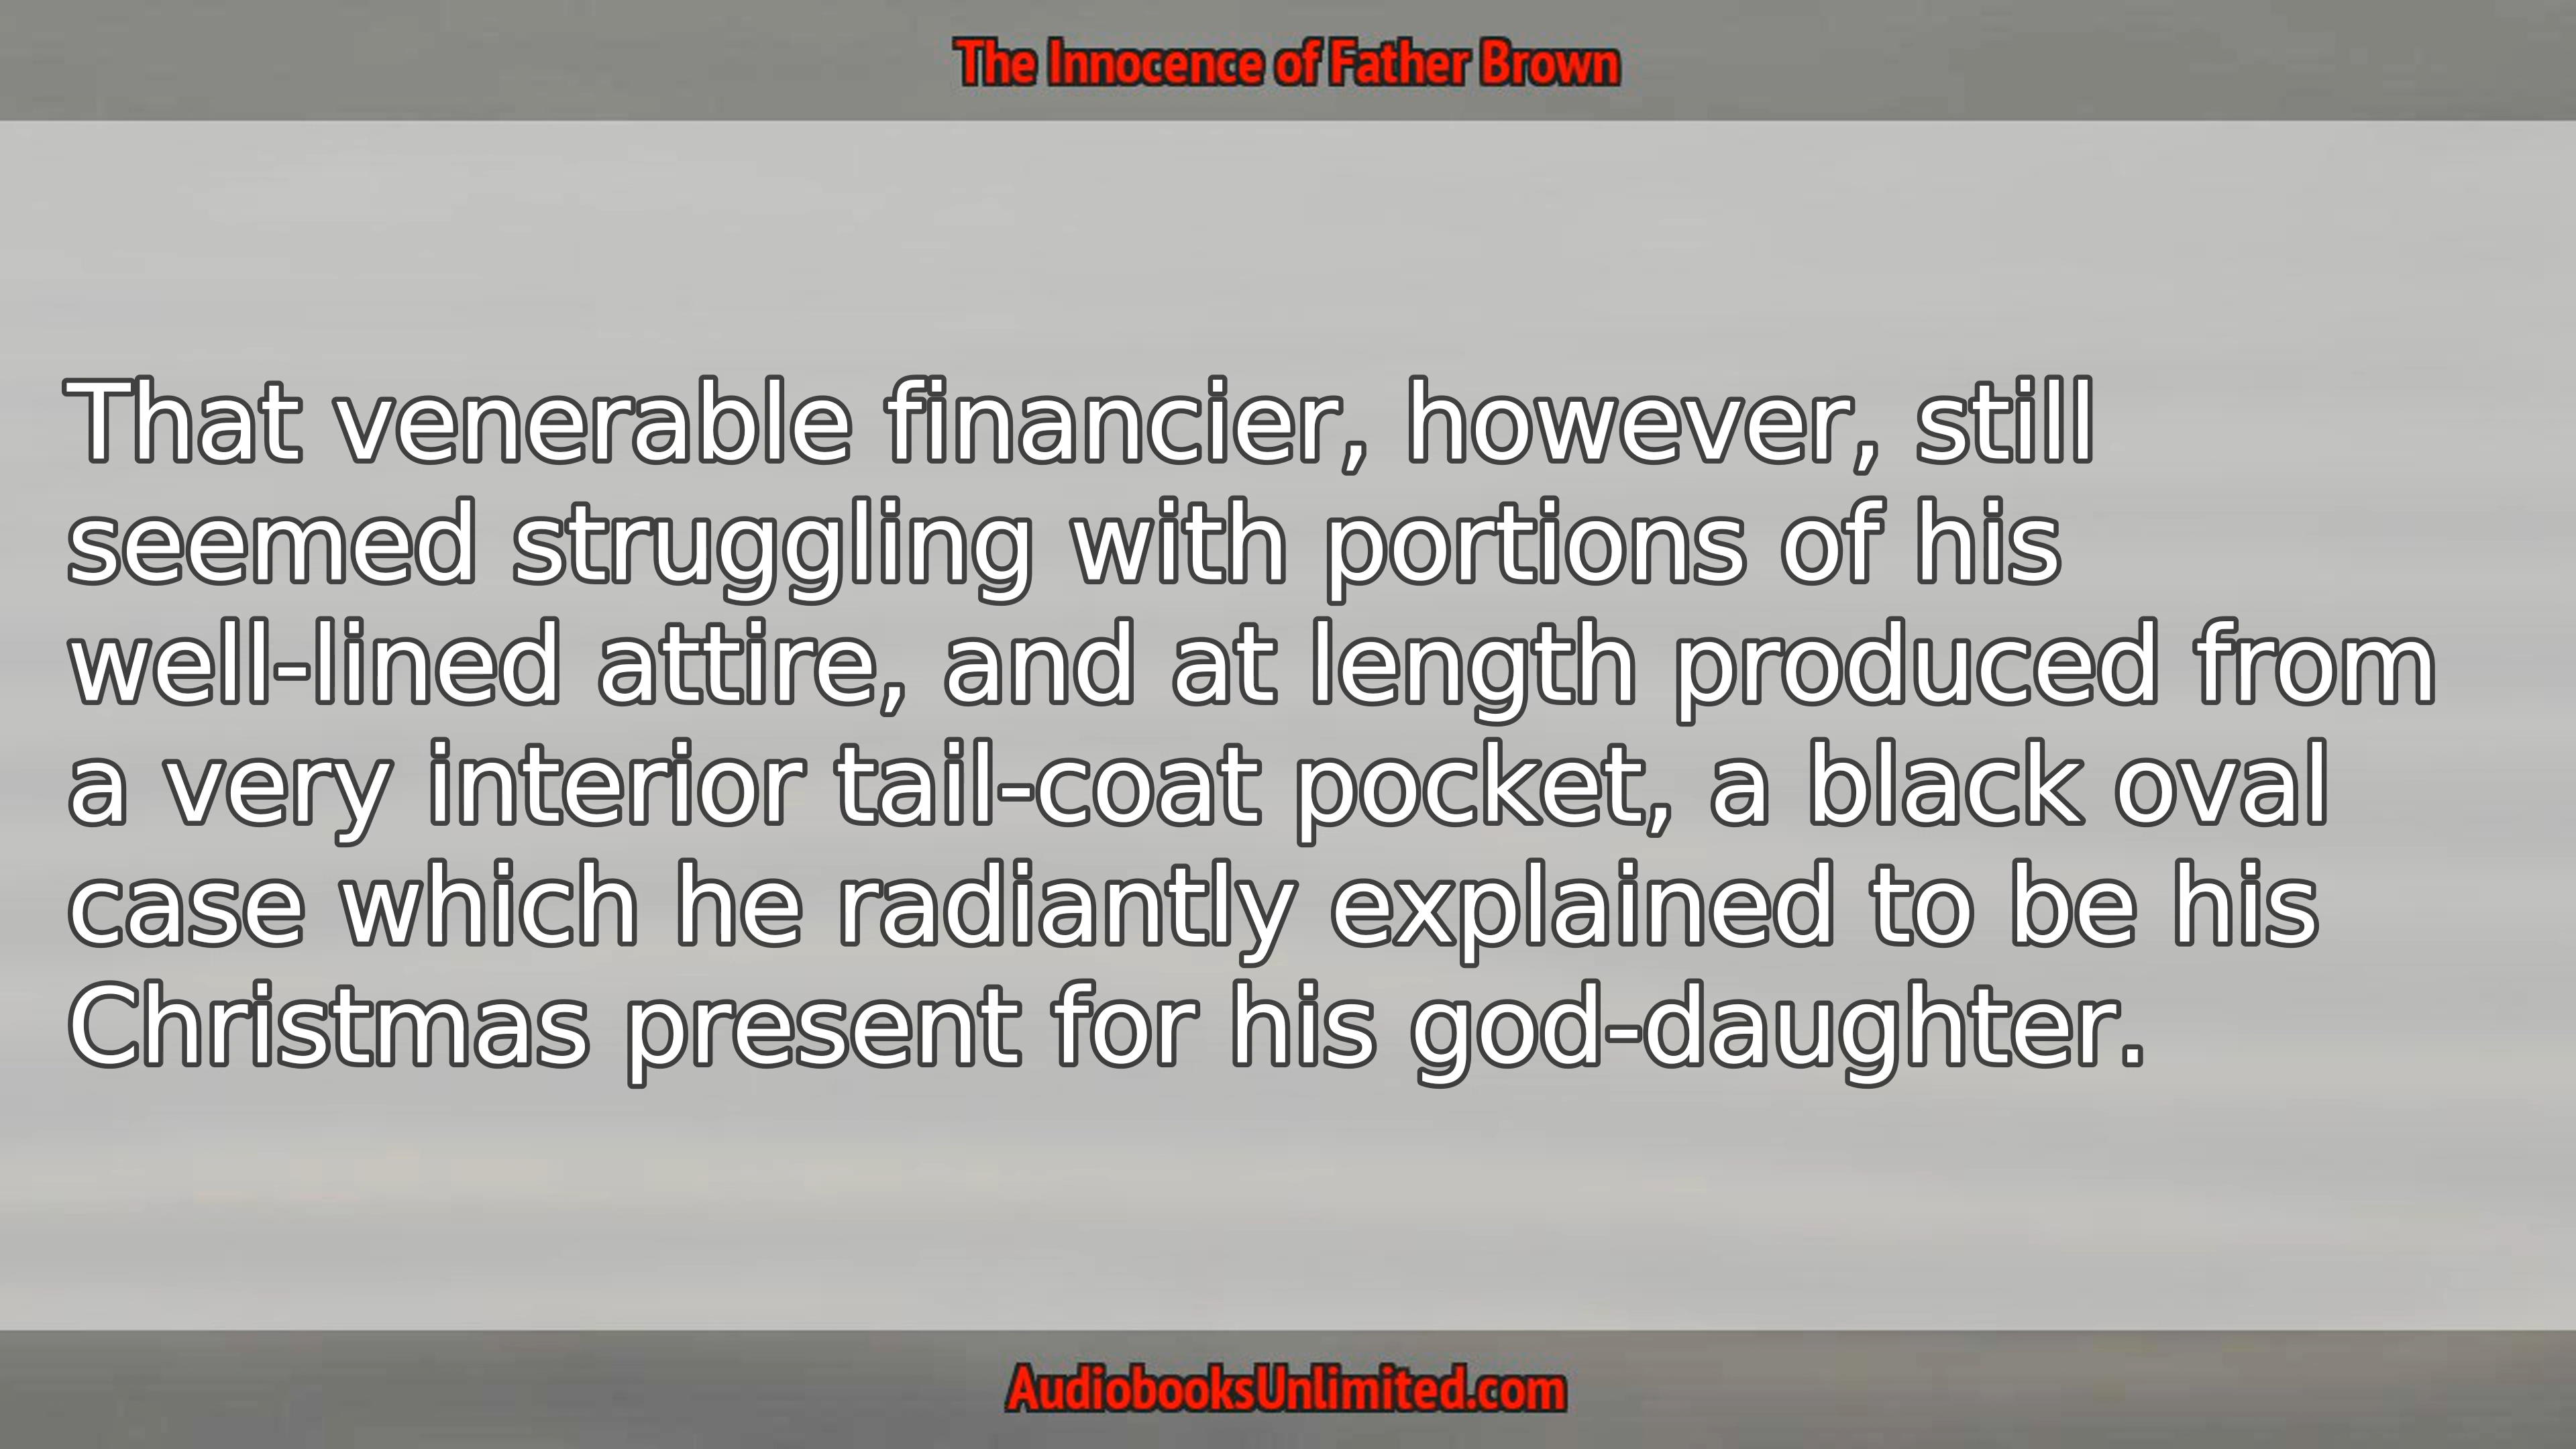 The Innocence of Father Brown
That venerable financier, however, still
seemed struggling with portions of his
well-lined attire, and at length produced from
a very interior tail-coat pocket, a black oval
case which he radiantly explained to be his
Christmas present for his god-daughter.
AudiobooksUnlimited.com